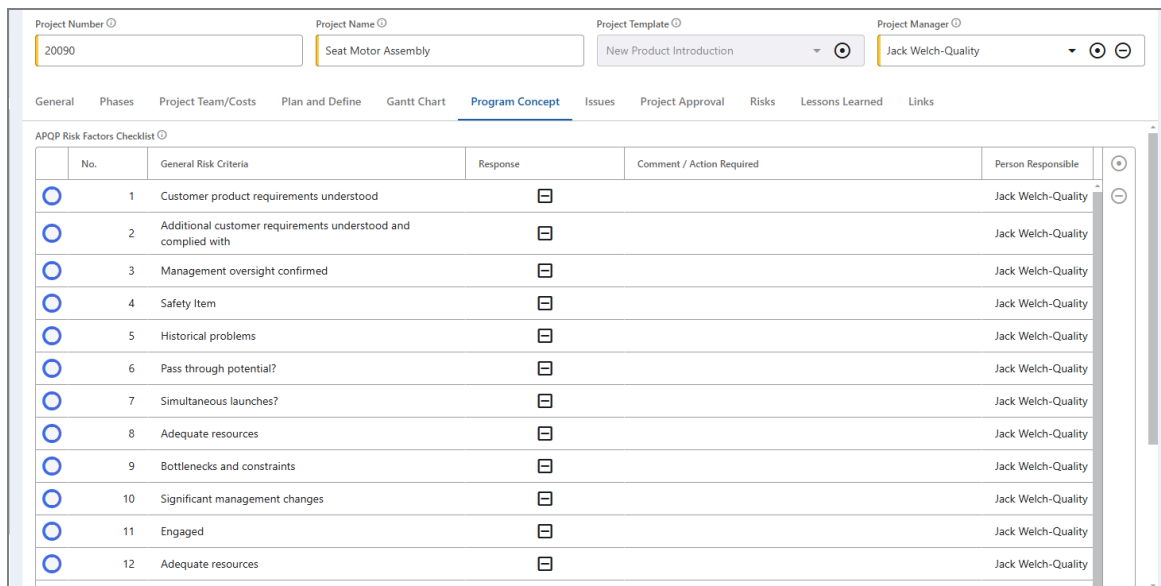 Project Number Project Name Project Template Project Manager
20090 Seat Motor Assembly New Product Introduction Jack Welch-Quality
General Phases Project Team/Costs Plan and Define Gantt Chart Program Concept Issues Project Approval Risks Lessons Learned Links
APQP Risk Factors Checklist
No. General Risk Criteria Response Comment / Action Required Person Responsible
1 Customer product requirements understood Jack Welch-Quality
2 Additional customer requirements understood and
complied with Jack Welch-Quality
3 Management oversight confirmed Jack Welch-Quality
4 Safety Item Jack Welch-Quality
5 Historical problems Jack Welch-Quality
6 Pass through potential? Jack Welch-Quality
7 Simultaneous launches? Jack Welch-Quality
8 Adequate resources Jack Welch-Quality
9 Bottlenecks and constraints Jack Welch-Quality
10 Significant management changes Jack Welch-Quality
11 Engaged Jack Welch-Quality
12 Adequate resources Jack Welch-Quality